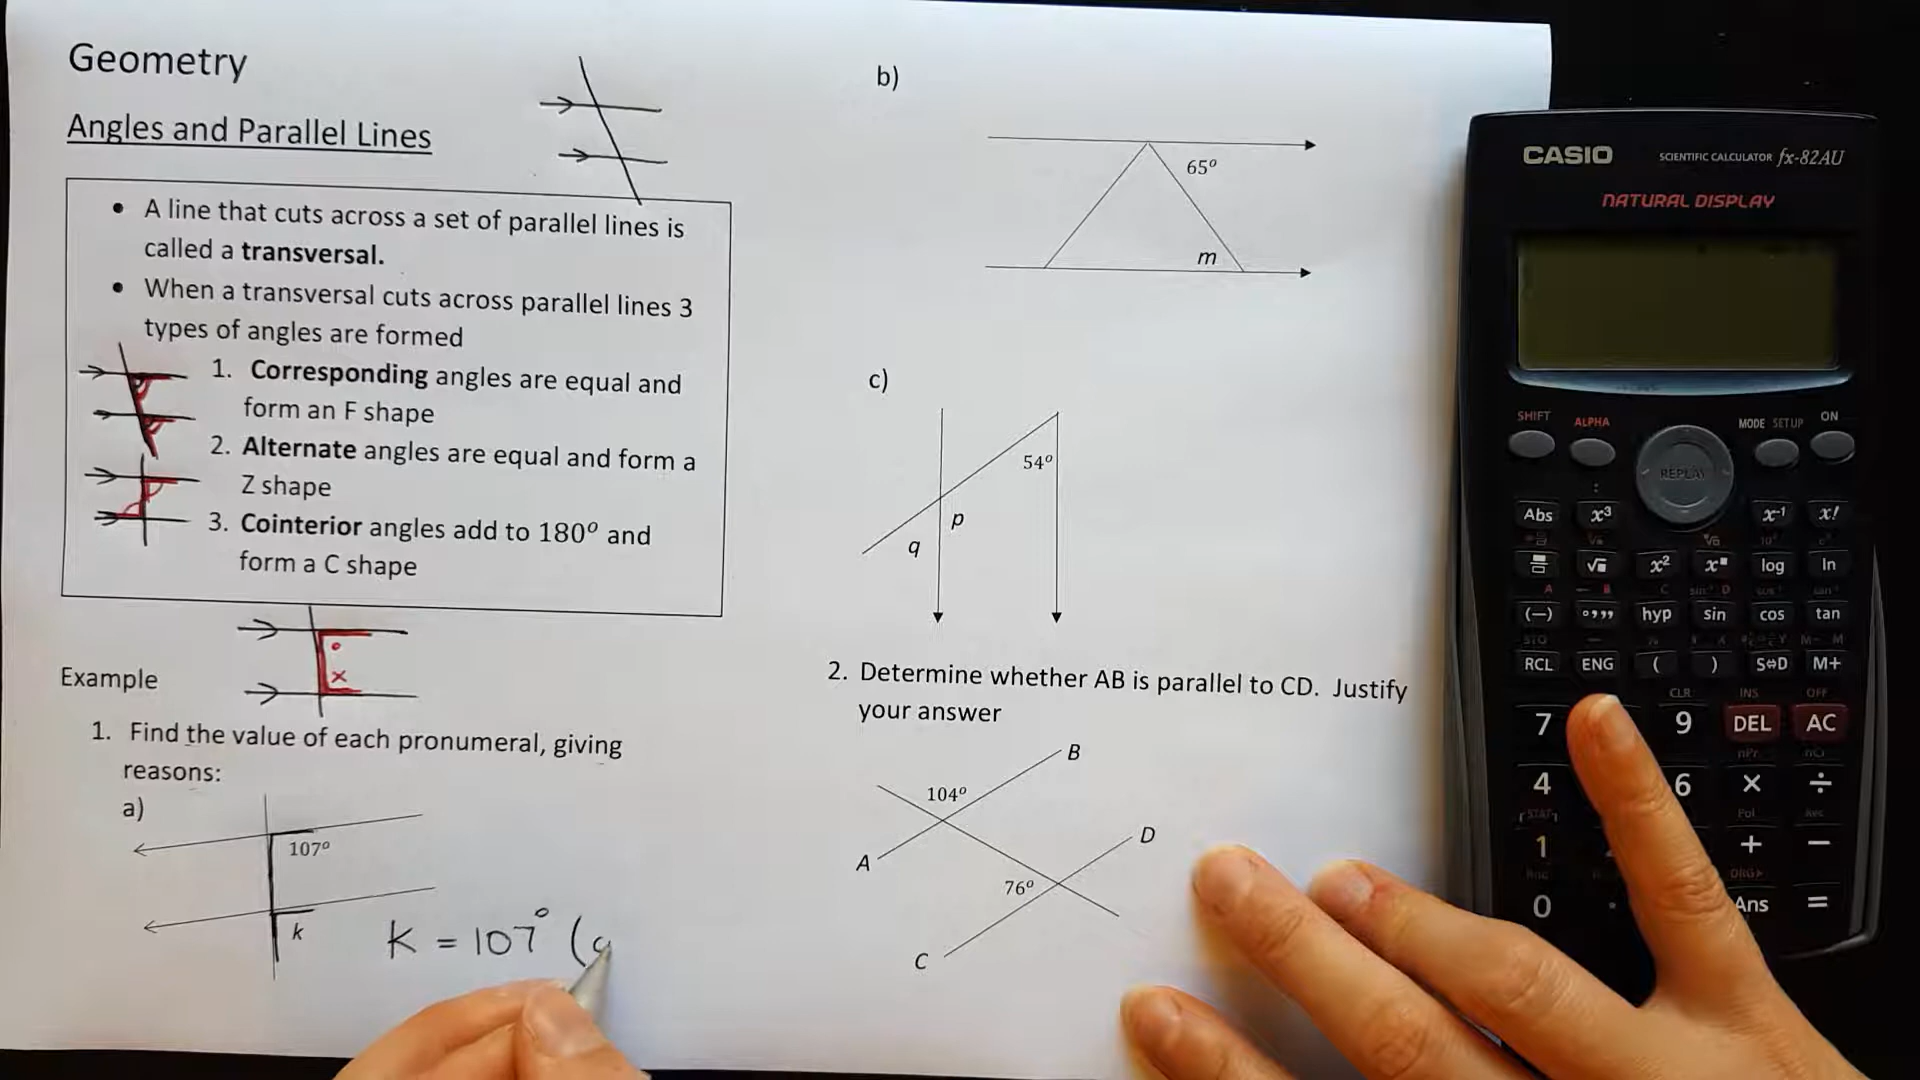 Geometry
Angles and Parallel Lines
• A line that cuts across a set of parallel lines is
called a transversal.
• When a transversal cuts across parallel lines 3
types of angles are formed
1. Corresponding angles are equal and
form an F shape
2. Alternate angles are equal and form a
Z shape
3. Cointerior angles add to 180° and
form a C shape
x
Example
1. Find the value of each pronumeral, giving
reasons:
a)
107°
k
K = 107° (
b)
65°
m
c)
54°
p
q
2. Determine whether AB is parallel to CD. Justify
your answer
B
104°
D
A
76°
C
CASIO
SCIENTIFIC CALCULATOR fx-82AU
NATURAL DISPLAY
SHIFT
ALPHA
MODE SETUP
ON
REPLAY
Abs x³ x⁻¹ x!
√ x² x■ log ln
(−) °,,, hyp sin cos tan
STO
RCL ENG ( ) S⇔D M+
CLR INS OFF
7 9 DEL AC
4 6 × ÷
1 + −
0 . Ans =